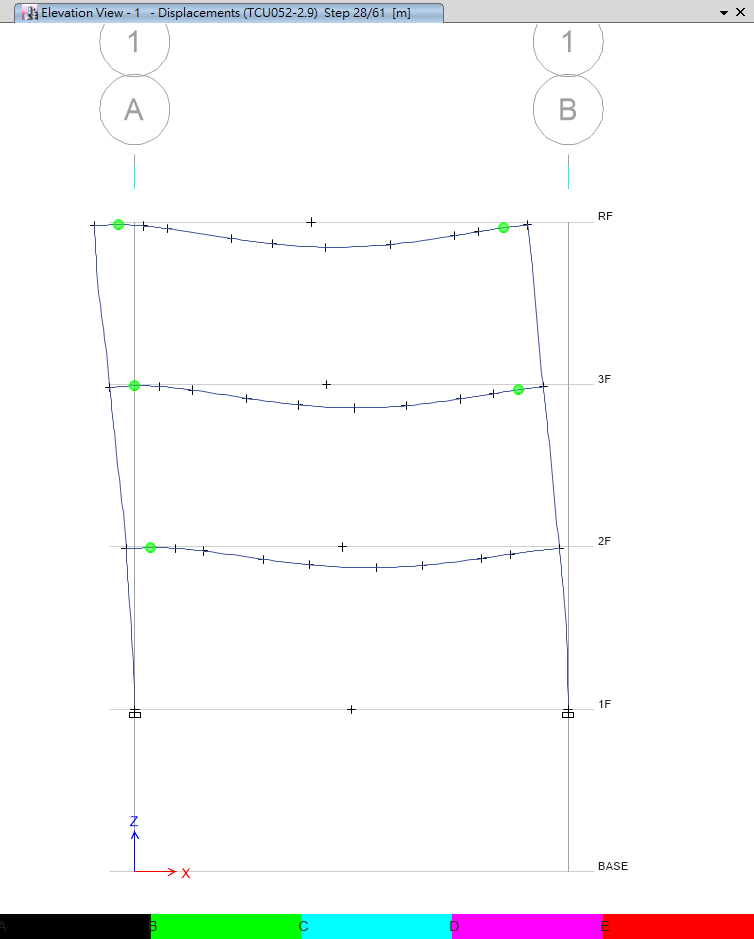 Elevation View - 1 - Displacements (TCU052-2.9) Step 28/61 [m]
1 1
A B
RF
3F
2F
1F
Z
X
BASE
A B C D E